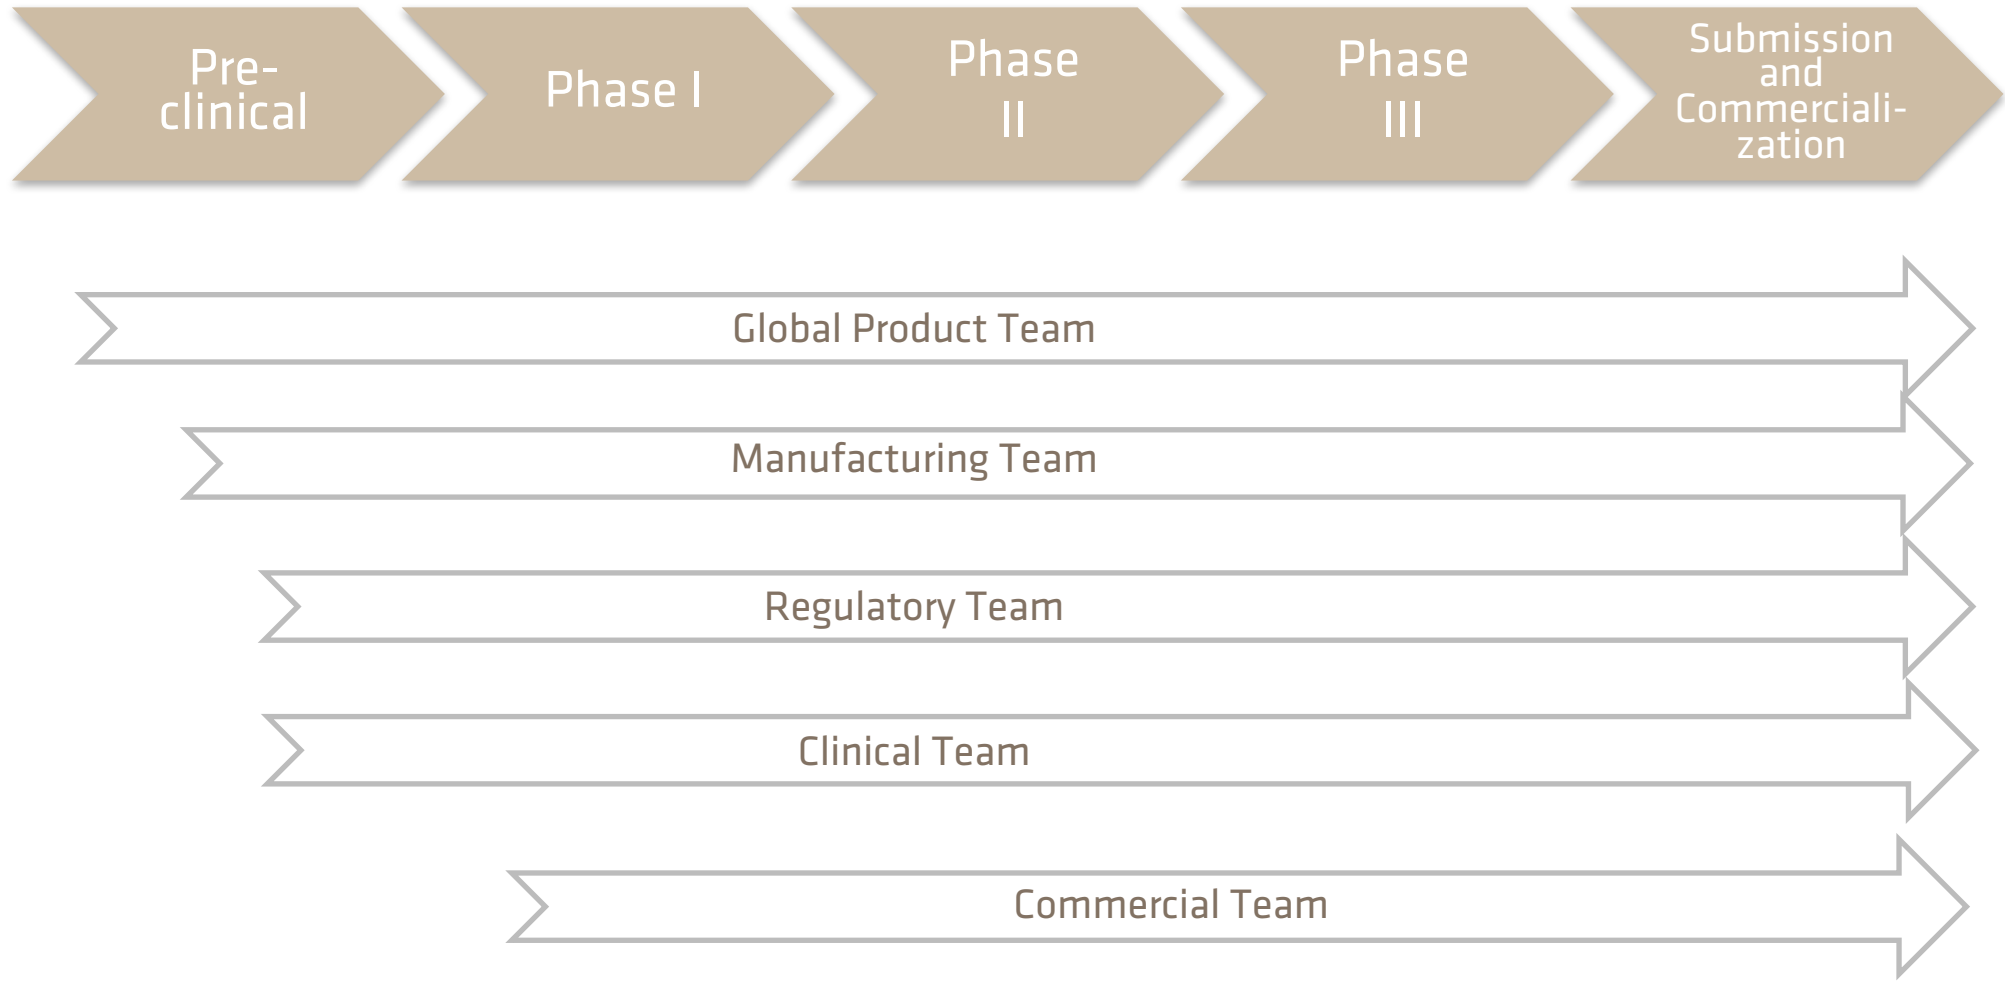 Pre-
clinical
Phase I
Phase
II
Phase
III
Submission
and
Commerciali-
zation
Global Product Team
Manufacturing Team
Regulatory Team
Clinical Team
Commercial Team